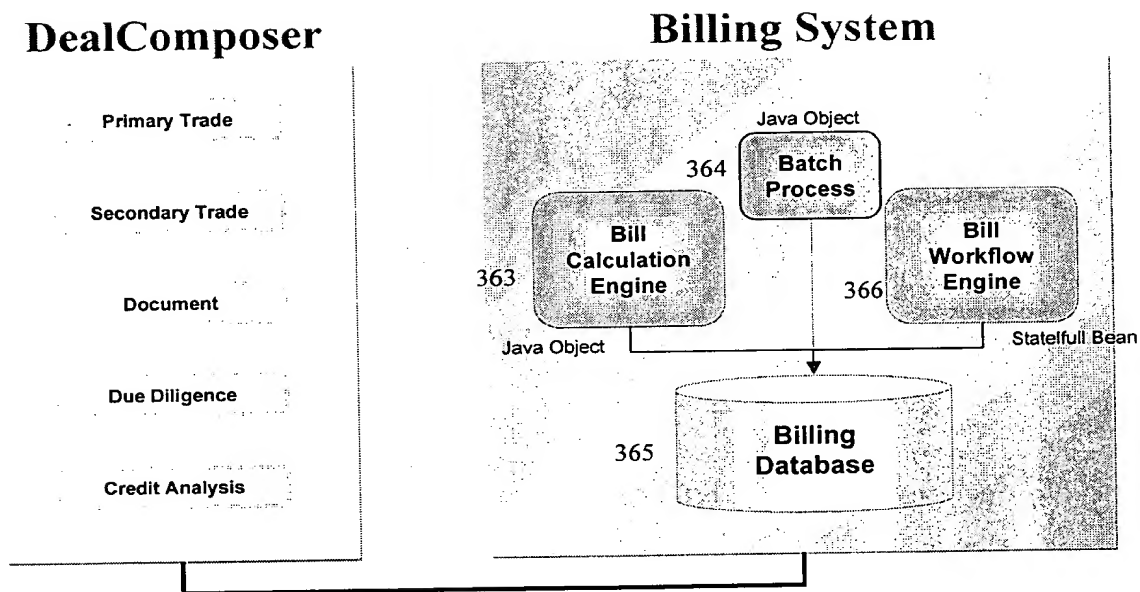 DealComposer
Primary Trade
Secondary Trade
Document
Due Diligence
Credit Analysis
Billing System
Java Object
364
Batch
Process
363
Bill
Calculation
Engine
Java Object
366
Bill
Workflow
Engine
Statelfull Bean
365
Billing
Database